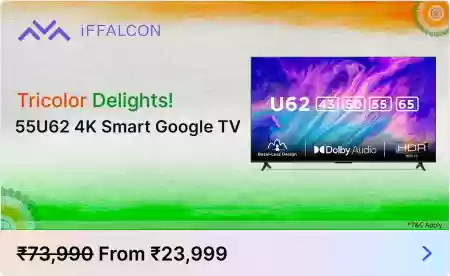 iFFALCON
Tricolor Delights!
55U62 4K Smart Google TV
U62 43 50 55 65
Bezel-Less Design
Dolby Audio
HDR
*T&C Apply
₹73,990 From ₹23,999